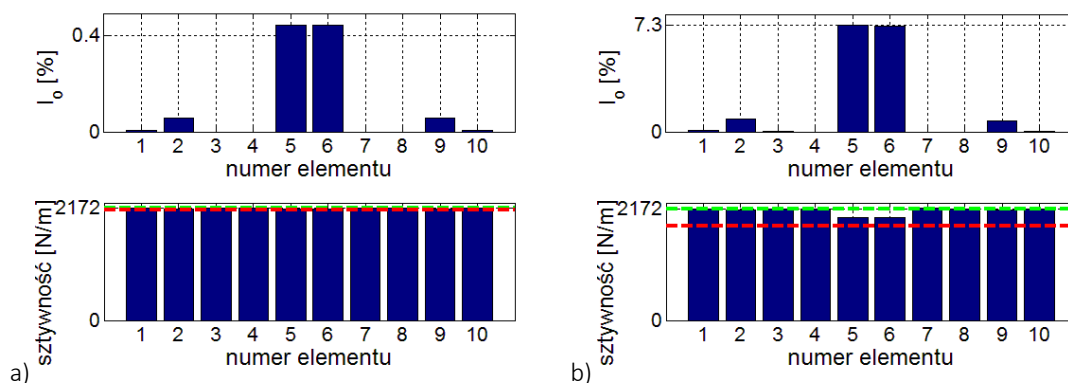 I_o [%]
0.4
0
1 2 3 4 5 6 7 8 9 10
numer elementu
sztywność [N/m]
2172
0
1 2 3 4 5 6 7 8 9 10
numer elementu
a)
I_o [%]
7.3
0
1 2 3 4 5 6 7 8 9 10
numer elementu
sztywność [N/m]
2172
0
1 2 3 4 5 6 7 8 9 10
numer elementu
b)